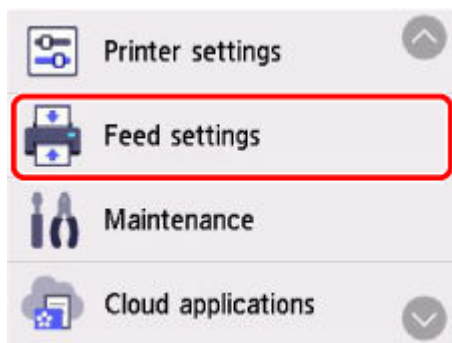 Printer settings
Feed settings
Maintenance
Cloud applications